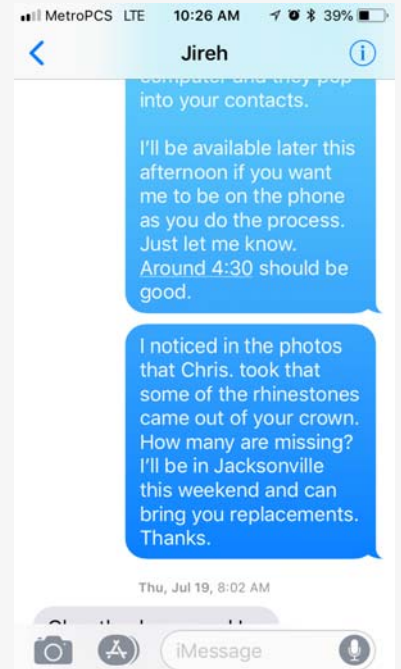 MetroPCS LTE 10:26 AM 39%
Jireh
computer and they pop
into your contacts.
I'll be available later this
afternoon if you want
me to be on the phone
as you do the process.
Just let me know.
Around 4:30 should be
good.
I noticed in the photos
that Chris. took that
some of the rhinestones
came out of your crown.
How many are missing?
I'll be in Jacksonville
this weekend and can
bring you replacements.
Thanks.
Thu, Jul 19, 8:02 AM
iMessage